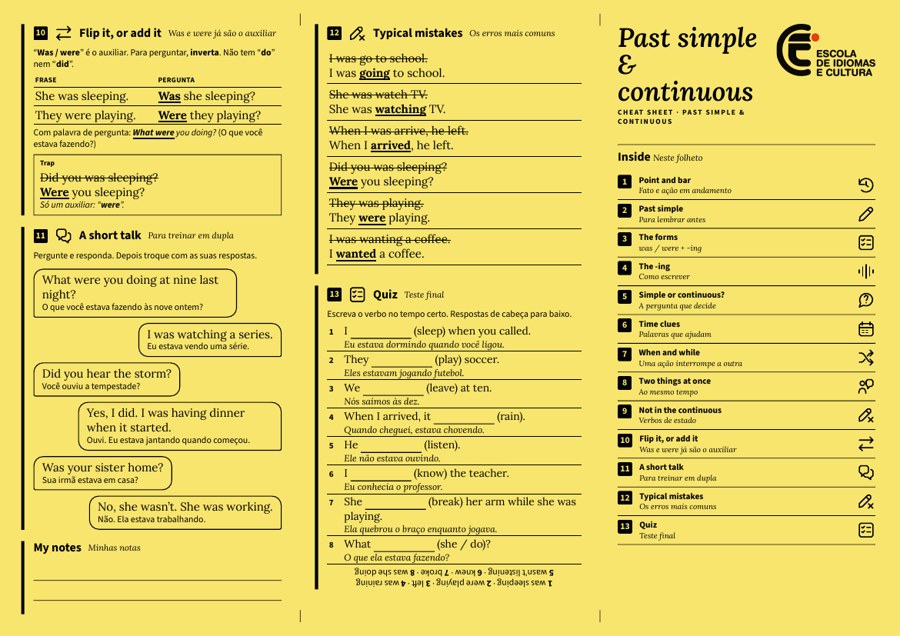 10 Flip it, or add it Was e were já são o auxiliar
“Was / were” é o auxiliar. Para perguntar, inverta. Não tem “do”
nem “did”.
FRASE PERGUNTA
She was sleeping. Was she sleeping?
They were playing. Were they playing?
Com palavra de pergunta: What were you doing? (O que você
estava fazendo?)
Trap
Did you was sleeping?
Were you sleeping?
Só um auxiliar: “were”.
11 A short talk Para treinar em dupla
Pergunte e responda. Depois troque com as suas respostas.
What were you doing at nine last
night?
O que você estava fazendo às nove ontem?
I was watching a series.
Eu estava vendo uma série.
Did you hear the storm?
Você ouviu a tempestade?
Yes, I did. I was having dinner
when it started.
Ouvi. Eu estava jantando quando começou.
Was your sister home?
Sua irmã estava em casa?
No, she wasn’t. She was working.
Não. Ela estava trabalhando.
My notes Minhas notas
12 Typical mistakes Os erros mais comuns
I was go to school.
I was going to school.
She was watch TV.
She was watching TV.
When I was arrive, he left.
When I arrived, he left.
Did you was sleeping?
Were you sleeping?
They was playing.
They were playing.
I was wanting a coffee.
I wanted a coffee.
13 Quiz Teste final
Escreva o verbo no tempo certo. Respostas de cabeça para baixo.
1 I __________ (sleep) when you called.
Eu estava dormindo quando você ligou.
2 They __________ (play) soccer.
Eles estavam jogando futebol.
3 We __________ (leave) at ten.
Nós saímos às dez.
4 When I arrived, it __________ (rain).
Quando cheguei, estava chovendo.
5 He __________ (listen).
Ele não estava ouvindo.
6 I __________ (know) the teacher.
Eu conhecia o professor.
7 She __________ (break) her arm while she was
playing.
Ela quebrou o braço enquanto jogava.
8 What __________ (she / do)?
O que ela estava fazendo?
1 was sleeping · 2 were playing · 3 left · 4 was raining
5 wasn’t listening · 6 knew · 7 broke · 8 was she doing
Past simple
&
continuous
CHEAT SHEET · PAST SIMPLE &
CONTINUOUS
ESCOLA
DE IDIOMAS
E CULTURA
Inside Neste folheto
1 Point and bar
Fato e ação em andamento
2 Past simple
Para lembrar antes
3 The forms
was / were + -ing
4 The -ing
Como escrever
5 Simple or continuous?
A pergunta que decide
6 Time clues
Palavras que ajudam
7 When and while
Uma ação interrompe a outra
8 Two things at once
Ao mesmo tempo
9 Not in the continuous
Verbos de estado
10 Flip it, or add it
Was e were já são o auxiliar
11 A short talk
Para treinar em dupla
12 Typical mistakes
Os erros mais comuns
13 Quiz
Teste final